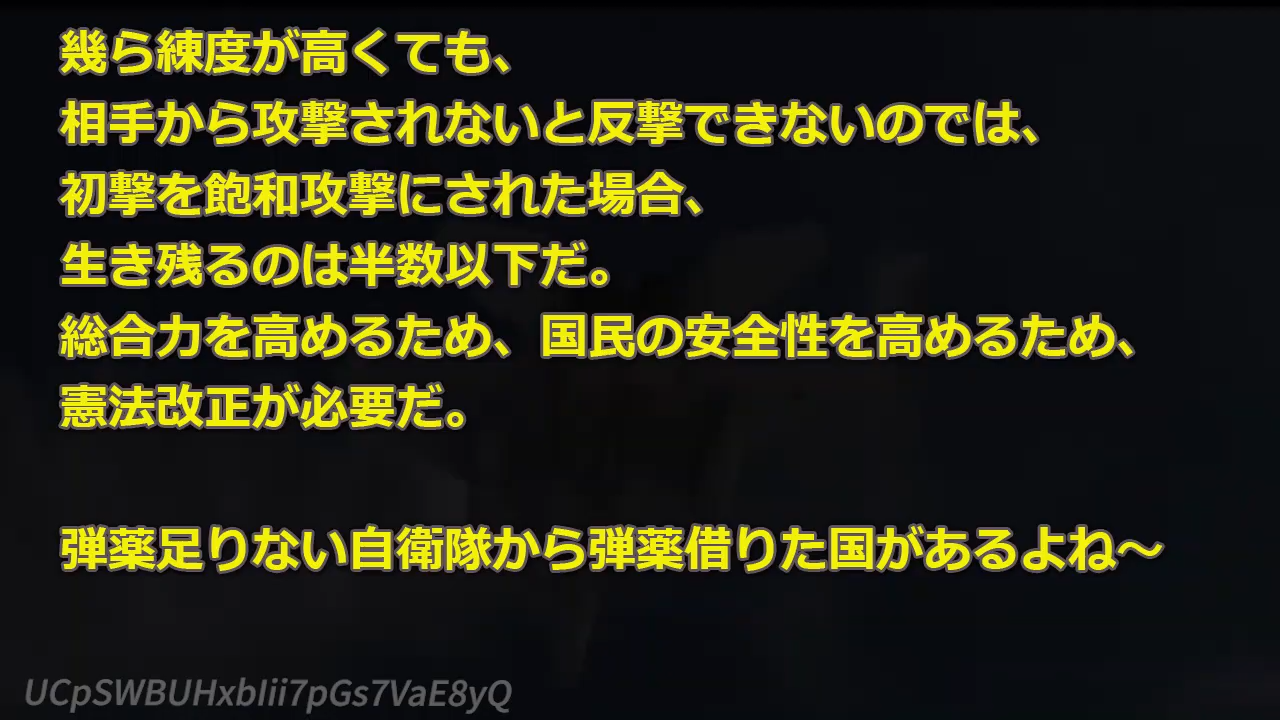 幾ら練度が高くても、
相手から攻撃されないと反撃できないのでは、
初撃を飽和攻撃にされた場合、
生き残るのは半数以下だ。
総合力を高めるため、国民の安全性を高めるため、
憲法改正が必要だ。
弾薬足りない自衛隊から弾薬借りた国があるよね～
UCpSWBUHxbIii7pGs7VaE8yQ